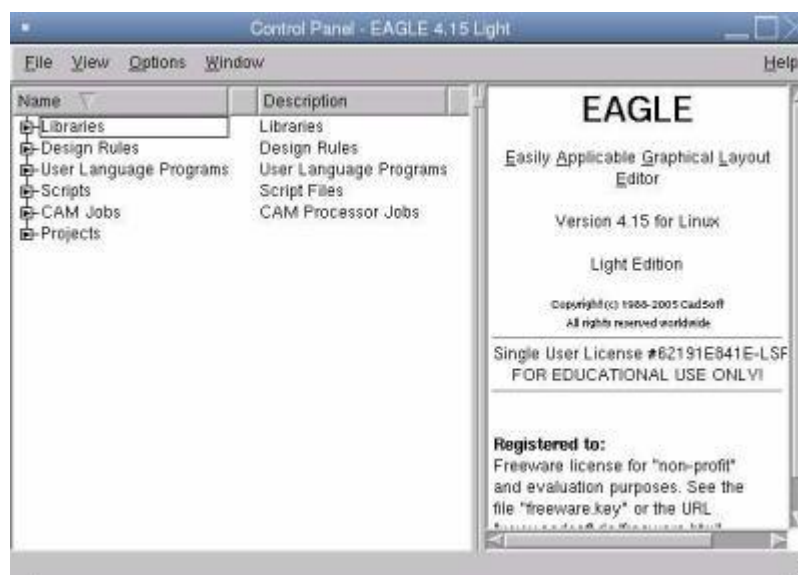 Control Panel - EAGLE 4.15 Light
File View Options Window Help
Name Description
Libraries Libraries
Design Rules Design Rules
User Language Programs User Language Programs
Scripts Script Files
CAM Jobs CAM Processor Jobs
Projects
EAGLE
Easily Applicable Graphical Layout
Editor
Version 4.15 for Linux
Light Edition
Copyright (c) 1988-2005 CadSoft
All rights reserved worldwide
Single User License #62191E841E-LSR
FOR EDUCATIONAL USE ONLY!
Registered to:
Freeware license for "non-profit"
and evaluation purposes. See the
file "freeware.key" or the URL